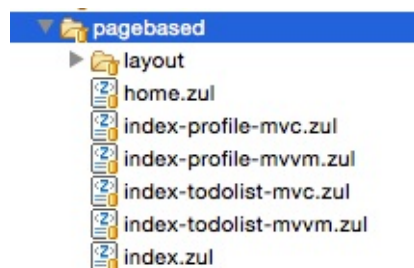 pagebased
layout
home.zul
index-profile-mvc.zul
index-profile-mvvm.zul
index-todolist-mvc.zul
index-todolist-mvvm.zul
index.zul